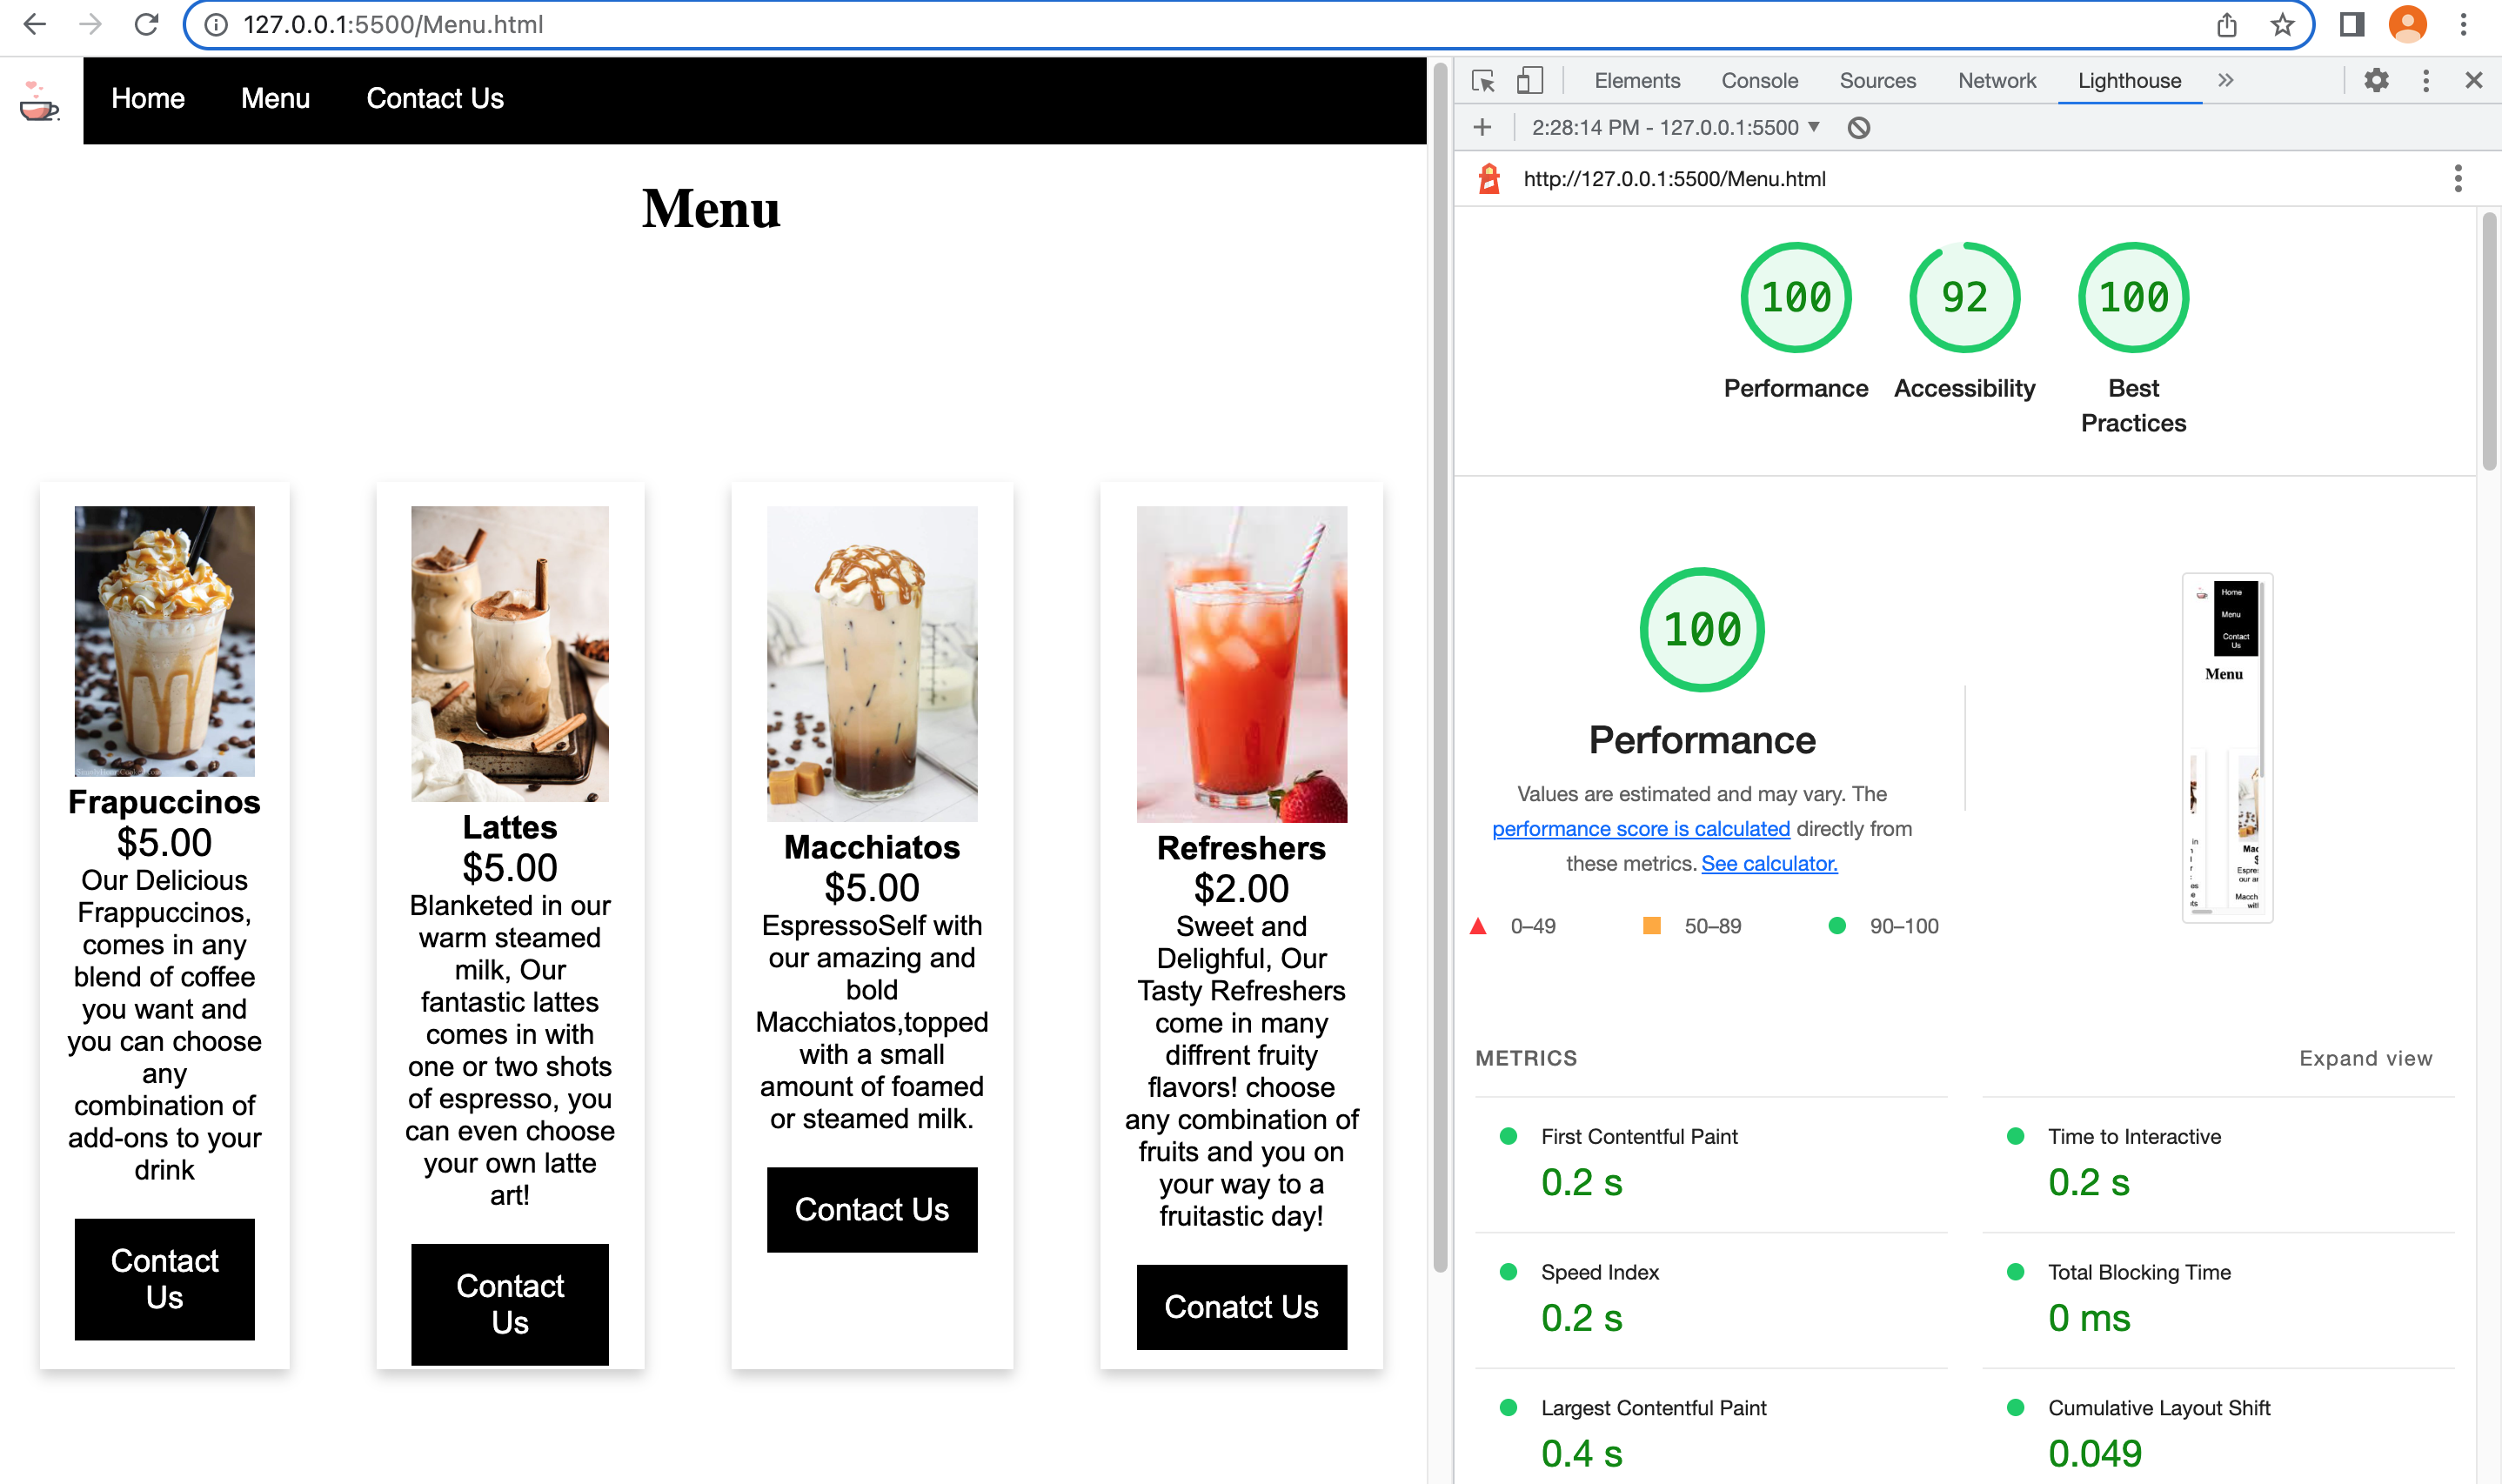 127.0.0.1:5500/Menu.html
Home Menu Contact Us
Menu
Frapuccinos
$5.00
Our Delicious
Frappuccinos,
comes in any
blend of coffee
you want and
you can choose
any
combination of
add-ons to your
drink
Contact
Us
Lattes
$5.00
Blanketed in our
warm steamed
milk, Our
fantastic lattes
comes in with
one or two shots
of espresso, you
can even choose
your own latte
art!
Contact
Us
Macchiatos
$5.00
EspressoSelf with
our amazing and
bold
Macchiatos,topped
with a small
amount of foamed
or steamed milk.
Contact Us
Refreshers
$2.00
Sweet and
Delighful, Our
Tasty Refreshers
come in many
diffrent fruity
flavors! choose
any combination of
fruits and you on
your way to a
fruitastic day!
Conatct Us
Elements Console Sources Network Lighthouse
2:28:14 PM - 127.0.0.1:5500
http://127.0.0.1:5500/Menu.html
100 92 100
Performance Accessibility Best
Practices
100
Performance
Values are estimated and may vary. The
performance score is calculated directly from
these metrics. See calculator.
0–49 50–89 90–100
Home
Menu
Contact
Us
Menu
METRICS Expand view
First Contentful Paint
0.2 s
Time to Interactive
0.2 s
Speed Index
0.2 s
Total Blocking Time
0 ms
Largest Contentful Paint
0.4 s
Cumulative Layout Shift
0.049